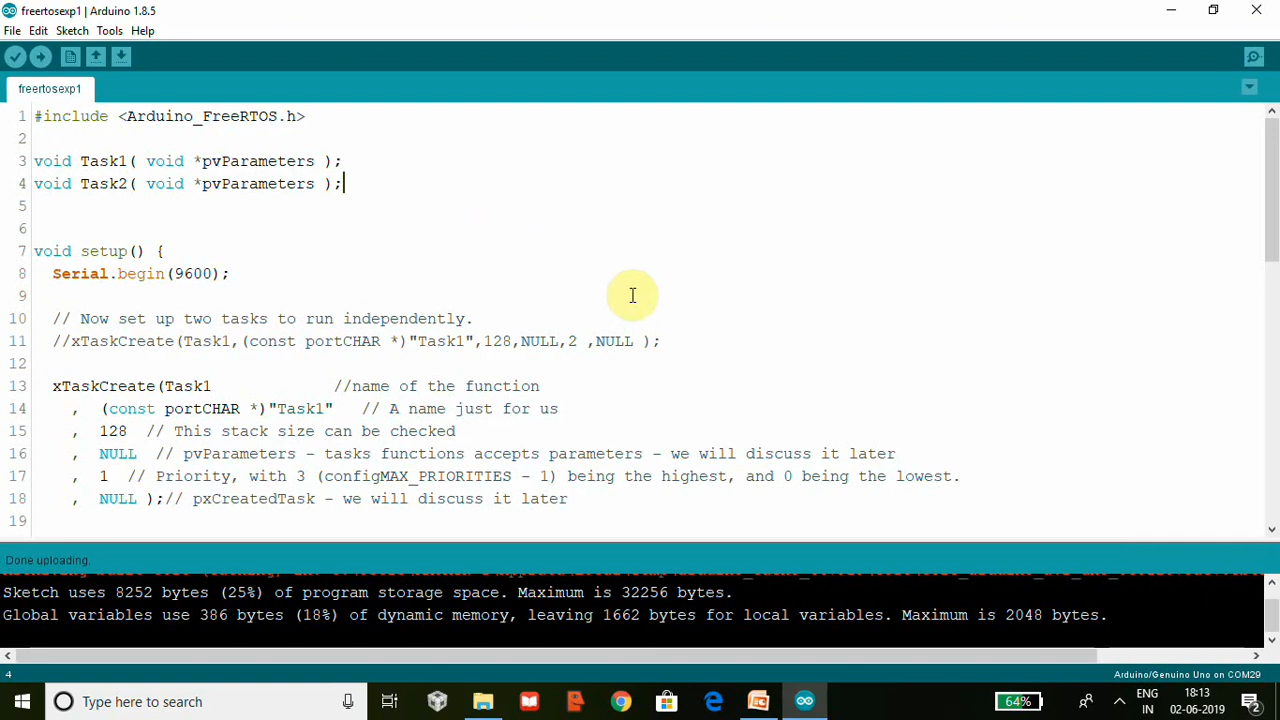 freertosexp1 | Arduino 1.8.5
File Edit Sketch Tools Help
freertosexp1
1 #include <Arduino_FreeRTOS.h>
2
3 void Task1( void *pvParameters );
4 void Task2( void *pvParameters );
5
6
7 void setup() {
8 Serial.begin(9600);
9
10 // Now set up two tasks to run independently.
11 //xTaskCreate(Task1,(const portCHAR *)"Task1",128,NULL,2 ,NULL );
12
13 xTaskCreate(Task1 //name of the function
14 , (const portCHAR *)"Task1" // A name just for us
15 , 128 // This stack size can be checked
16 , NULL // pvParameters - tasks functions accepts parameters - we will discuss it later
17 , 1 // Priority, with 3 (configMAX_PRIORITIES - 1) being the highest, and 0 being the lowest.
18 , NULL );// pxCreatedTask - we will discuss it later
19
Done uploading.
Sketch uses 8252 bytes (25%) of program storage space. Maximum is 32256 bytes.
Global variables use 386 bytes (18%) of dynamic memory, leaving 1662 bytes for local variables. Maximum is 2048 bytes.
4 Arduino/Genuino Uno on COM29
Type here to search 64% ENG IN 18:13 02-06-2019 2